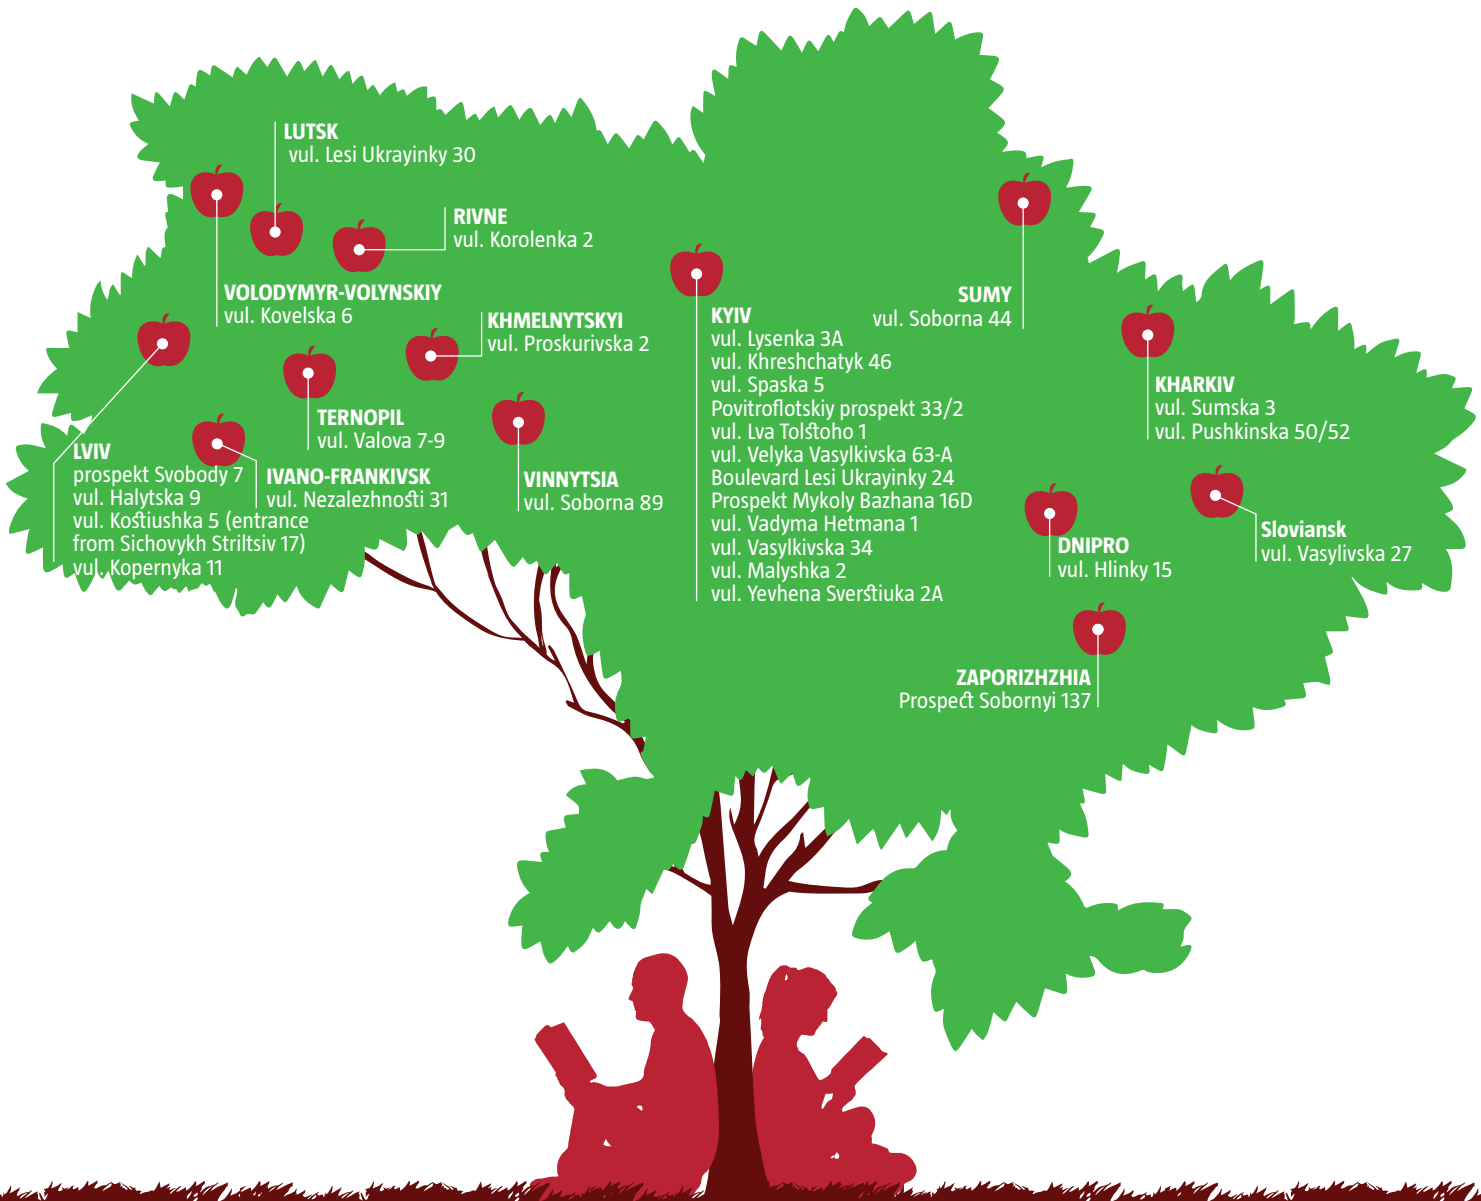 LUTSK
vul. Lesi Ukrayinky 30
RIVNE
vul. Korolenka 2
VOLODYMYR-VOLYNSKIY
vul. Kovelska 6
KHMELNYTSKYI
vul. Proskurivska 2
TERNOPIL
vul. Valova 7-9
LVIV
prospekt Svobody 7
vul. Halytska 9
vul. Kostiushka 5 (entrance
from Sichovykh Striltsiv 17)
vul. Kopernyka 11
IVANO-FRANKIVSK
vul. Nezalezhnosti 31
VINNYTSIA
vul. Soborna 89
KYIV
vul. Lysenka 3A
vul. Khreshchatyk 46
vul. Spaska 5
Povitroflotskiy prospekt 33/2
vul. Lva Tolstoho 1
vul. Velyka Vasylkivska 63-A
Boulevard Lesi Ukrayinky 24
Prospekt Mykoly Bazhana 16D
vul. Vadyma Hetmana 1
vul. Vasylkivska 34
vul. Malyshka 2
vul. Yevhena Sverstiuka 2A
SUMY
vul. Soborna 44
KHARKIV
vul. Sumska 3
vul. Pushkinska 50/52
Sloviansk
vul. Vasylivska 27
DNIPRO
vul. Hlinky 15
ZAPORIZHZHIA
Prospect Sobornyi 137